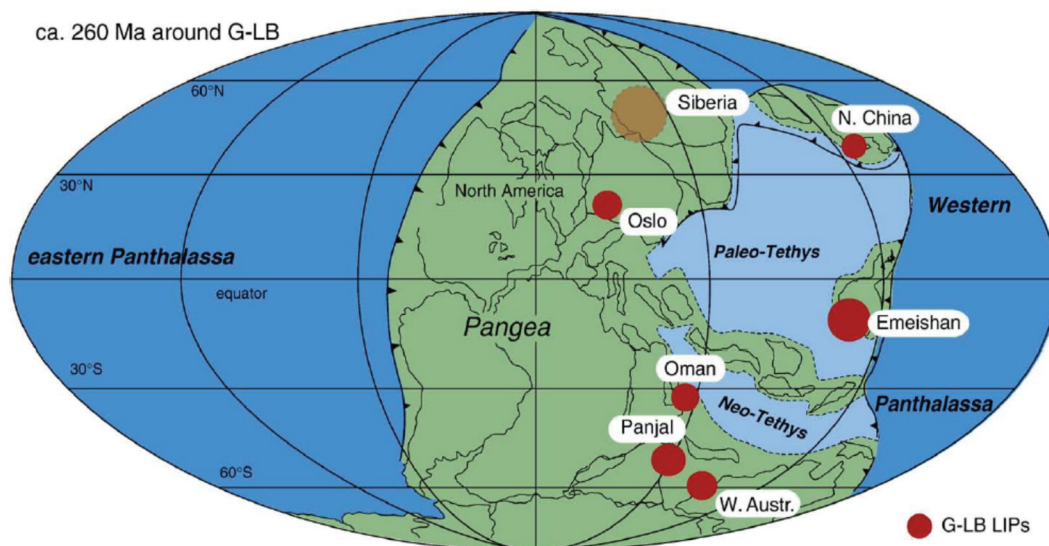 ca. 260 Ma around G-LB
60°N
Siberia
N. China
30°N
North America
Oslo
Western
eastern Panthalassa
Paleo-Tethys
equator
Pangea
Emeishan
30°S
Oman
Neo-Tethys
Panthalassa
Panjal
60°S
W. Austr.
G-LB LIPs